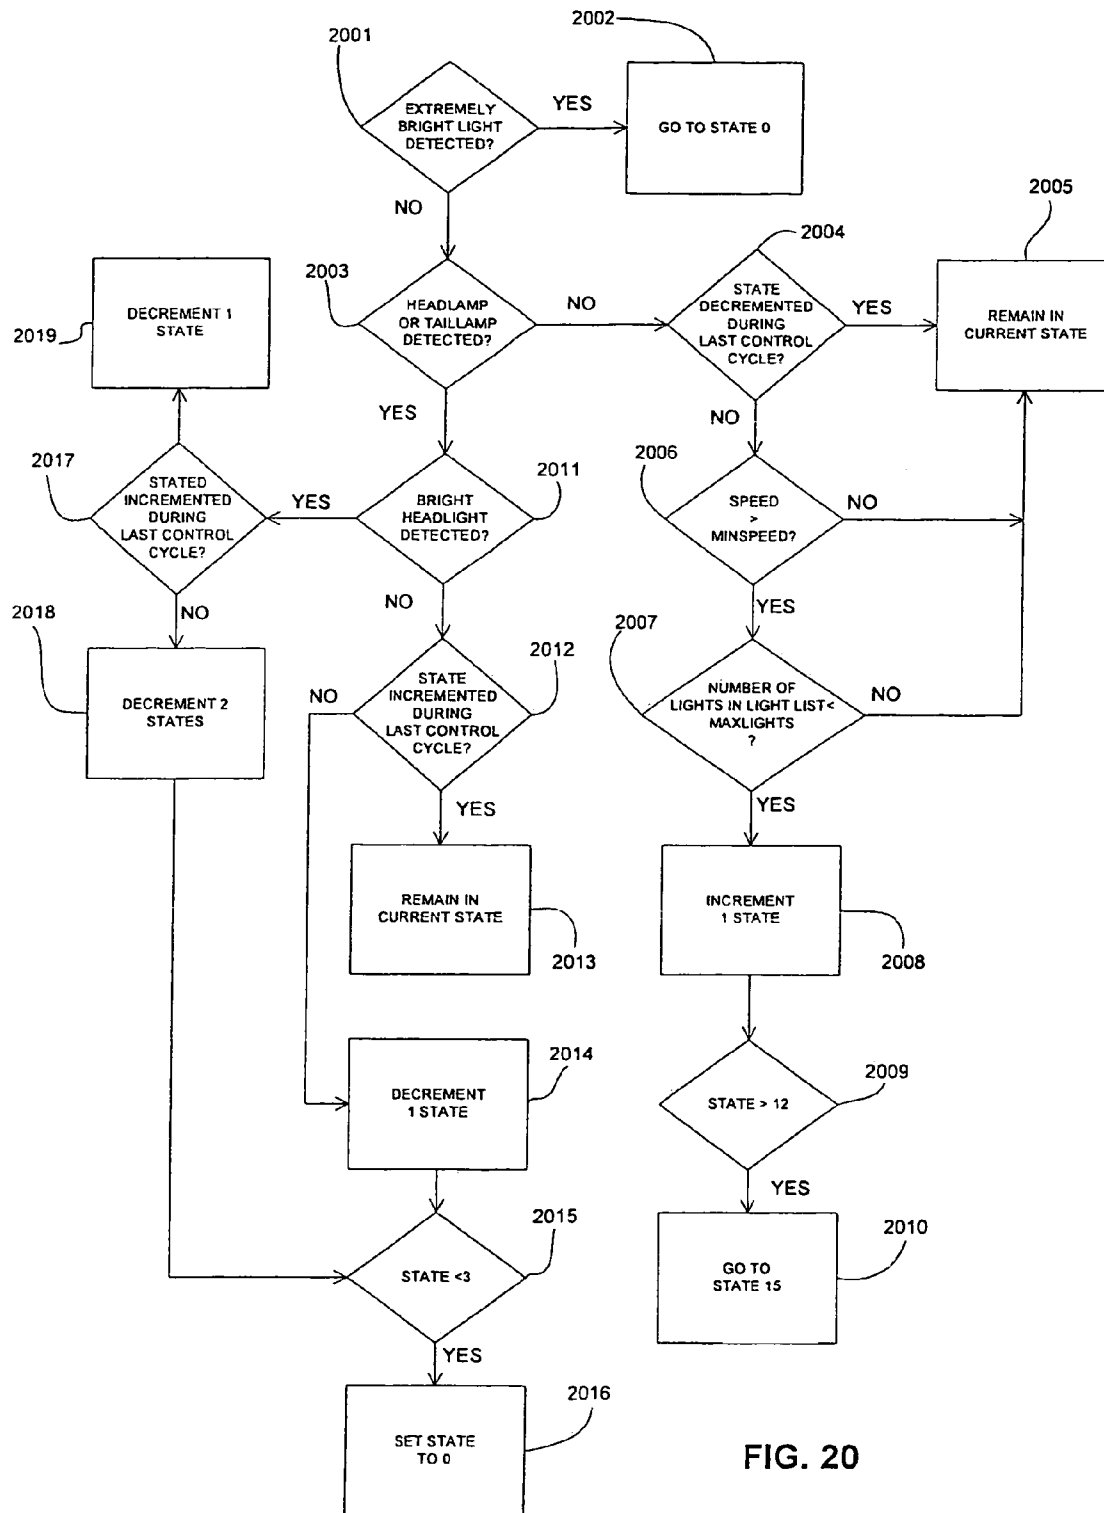 2001
2002
EXTREMELY
BRIGHT LIGHT
DETECTED?
YES
GO TO STATE 0
NO
2003
HEADLAMP
OR TAILLAMP
DETECTED?
NO
2004
STATE
DECREMENTED
DURING
LAST CONTROL
CYCLE?
YES
2005
REMAIN IN
CURRENT STATE
2019
DECREMENT 1
STATE
YES
NO
2017
STATED
INCREMENTED
DURING
LAST CONTROL
CYCLE?
YES
BRIGHT
HEADLIGHT
DETECTED?
2011
2006
SPEED
>
MINSPEED?
NO
NO
NO
YES
2018
DECREMENT 2
STATES
NO
STATE
INCREMENTED
DURING
LAST CONTROL
CYCLE?
2012
2007
NUMBER OF
LIGHTS IN LIGHT LIST<
MAXLIGHTS
?
NO
YES
YES
REMAIN IN
CURRENT STATE
2013
INCREMENT
1 STATE
2008
DECREMENT
1 STATE
2014
STATE > 12
2009
YES
STATE <3
2015
GO TO
STATE 15
2010
YES
SET STATE
TO 0
2016
FIG. 20